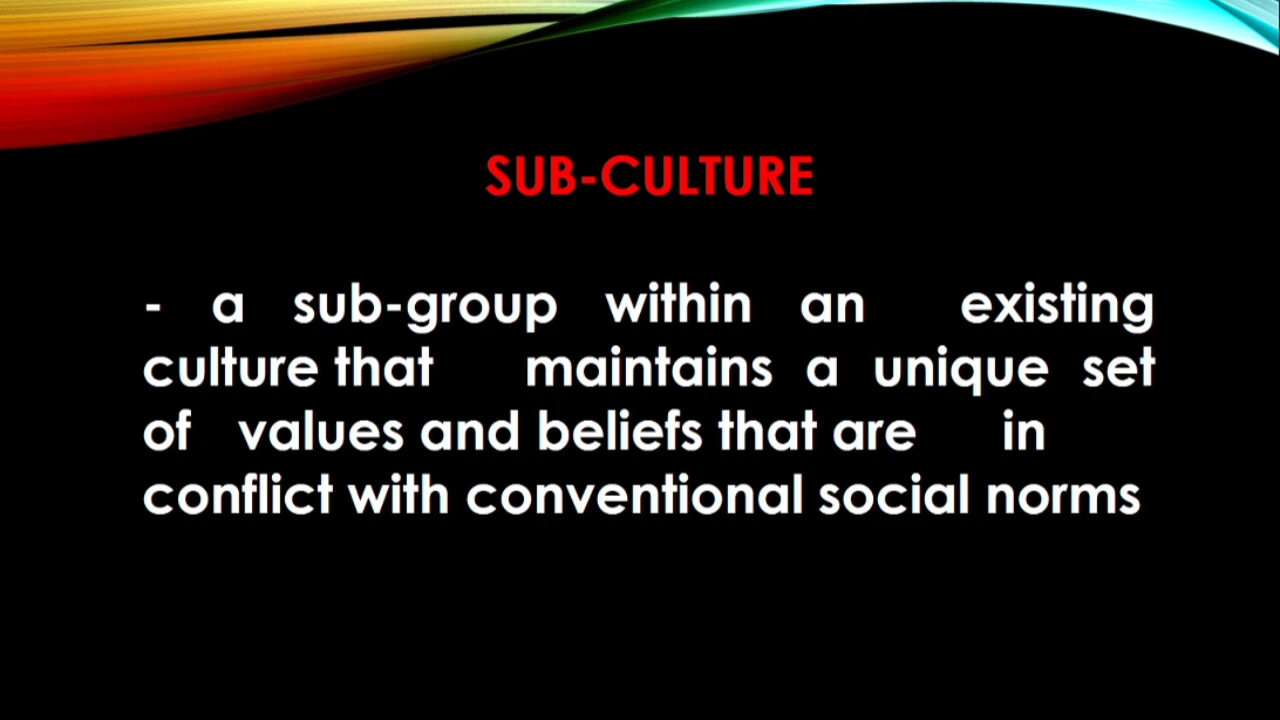 SUB-CULTURE
- a sub-group within an existing
culture that maintains a unique set
of values and beliefs that are in
conflict with conventional social norms